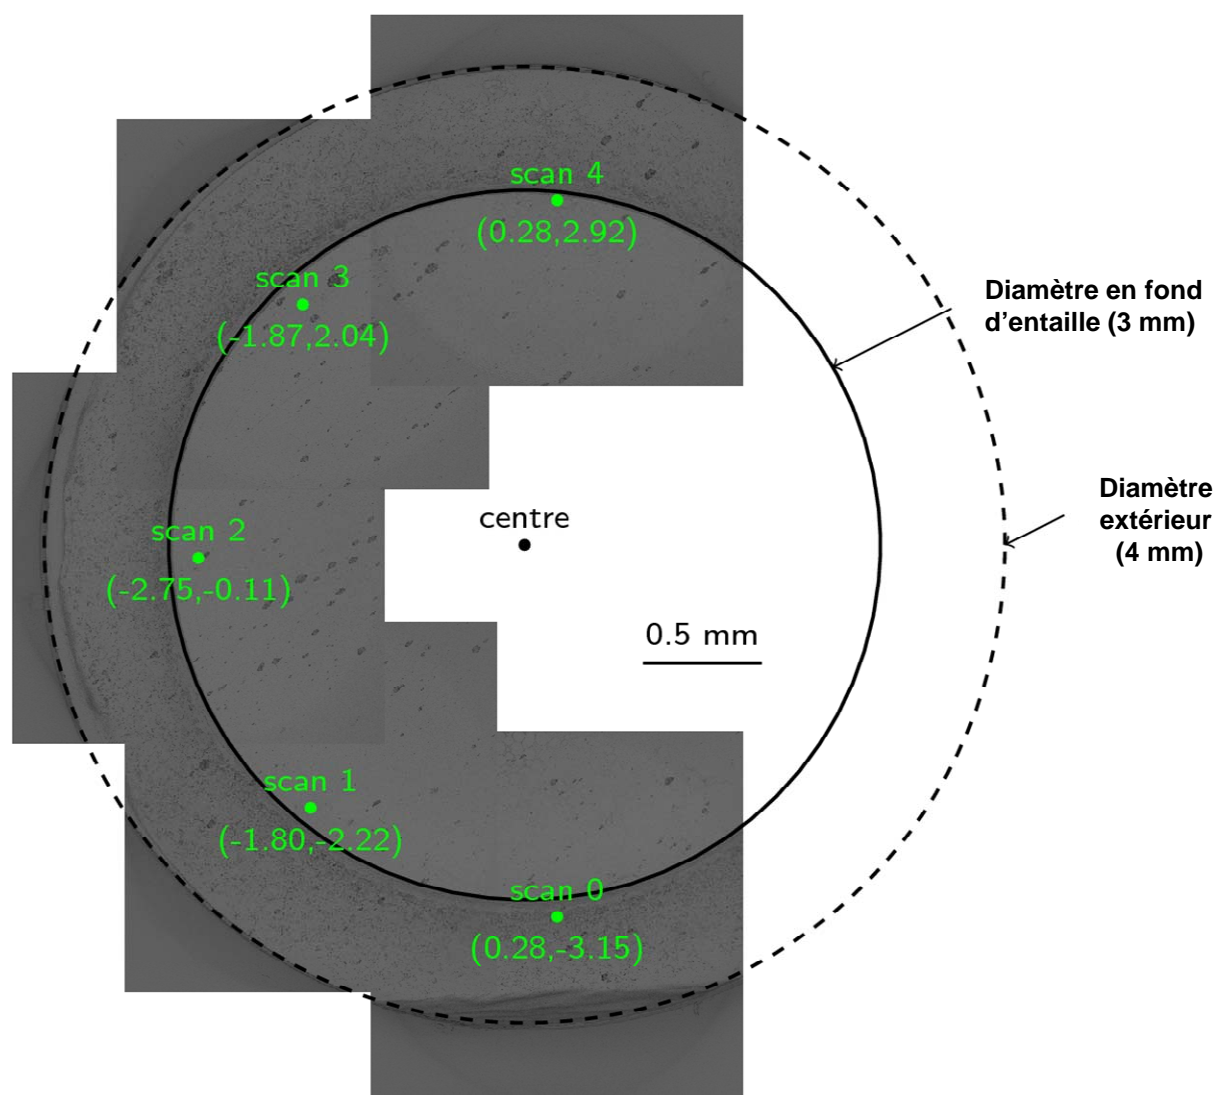 scan 4
(0.28,2.92)
scan 3
(-1.87,2.04)
Diamètre en fond
d'entaille (3 mm)
scan 2
(-2.75,-0.11)
centre
Diamètre
extérieur
(4 mm)
0.5 mm
scan 1
(-1.80,-2.22)
scan 0
(0.28,-3.15)